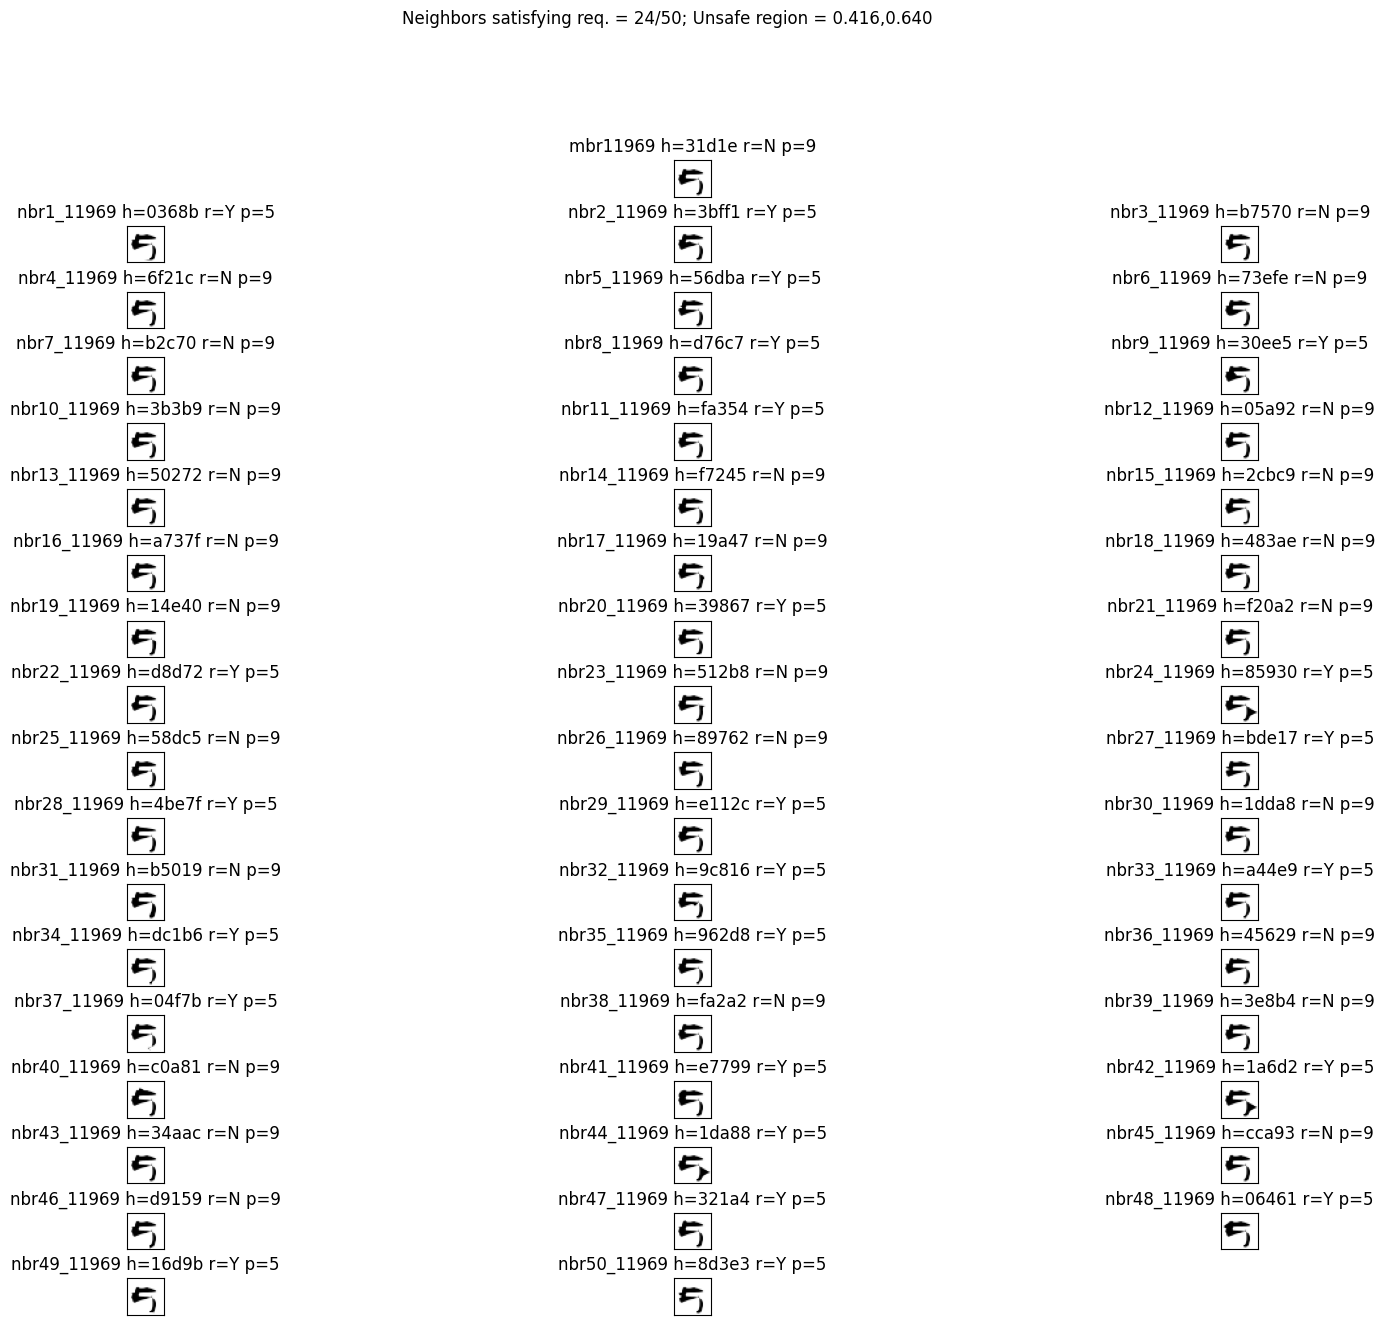 Neighbors satisfying req. = 24/50; Unsafe region = 0.416,0.640
mbr11969 h=31d1e r=N p=9
nbr1_11969 h=0368b r=Y p=5 nbr2_11969 h=3bff1 r=Y p=5 nbr3_11969 h=b7570 r=N p=9
nbr4_11969 h=6f21c r=N p=9 nbr5_11969 h=56dba r=Y p=5 nbr6_11969 h=73efe r=N p=9
nbr7_11969 h=b2c70 r=N p=9 nbr8_11969 h=d76c7 r=Y p=5 nbr9_11969 h=30ee5 r=Y p=5
nbr10_11969 h=3b3b9 r=N p=9 nbr11_11969 h=fa354 r=Y p=5 nbr12_11969 h=05a92 r=N p=9
nbr13_11969 h=50272 r=N p=9 nbr14_11969 h=f7245 r=N p=9 nbr15_11969 h=2cbc9 r=N p=9
nbr16_11969 h=a737f r=N p=9 nbr17_11969 h=19a47 r=N p=9 nbr18_11969 h=483ae r=N p=9
nbr19_11969 h=14e40 r=N p=9 nbr20_11969 h=39867 r=Y p=5 nbr21_11969 h=f20a2 r=N p=9
nbr22_11969 h=d8d72 r=Y p=5 nbr23_11969 h=512b8 r=N p=9 nbr24_11969 h=85930 r=Y p=5
nbr25_11969 h=58dc5 r=N p=9 nbr26_11969 h=89762 r=N p=9 nbr27_11969 h=bde17 r=Y p=5
nbr28_11969 h=4be7f r=Y p=5 nbr29_11969 h=e112c r=Y p=5 nbr30_11969 h=1dda8 r=N p=9
nbr31_11969 h=b5019 r=N p=9 nbr32_11969 h=9c816 r=Y p=5 nbr33_11969 h=a44e9 r=Y p=5
nbr34_11969 h=dc1b6 r=Y p=5 nbr35_11969 h=962d8 r=Y p=5 nbr36_11969 h=45629 r=N p=9
nbr37_11969 h=04f7b r=Y p=5 nbr38_11969 h=fa2a2 r=N p=9 nbr39_11969 h=3e8b4 r=N p=9
nbr40_11969 h=c0a81 r=N p=9 nbr41_11969 h=e7799 r=Y p=5 nbr42_11969 h=1a6d2 r=Y p=5
nbr43_11969 h=34aac r=N p=9 nbr44_11969 h=1da88 r=Y p=5 nbr45_11969 h=cca93 r=N p=9
nbr46_11969 h=d9159 r=N p=9 nbr47_11969 h=321a4 r=Y p=5 nbr48_11969 h=06461 r=Y p=5
nbr49_11969 h=16d9b r=Y p=5 nbr50_11969 h=8d3e3 r=Y p=5